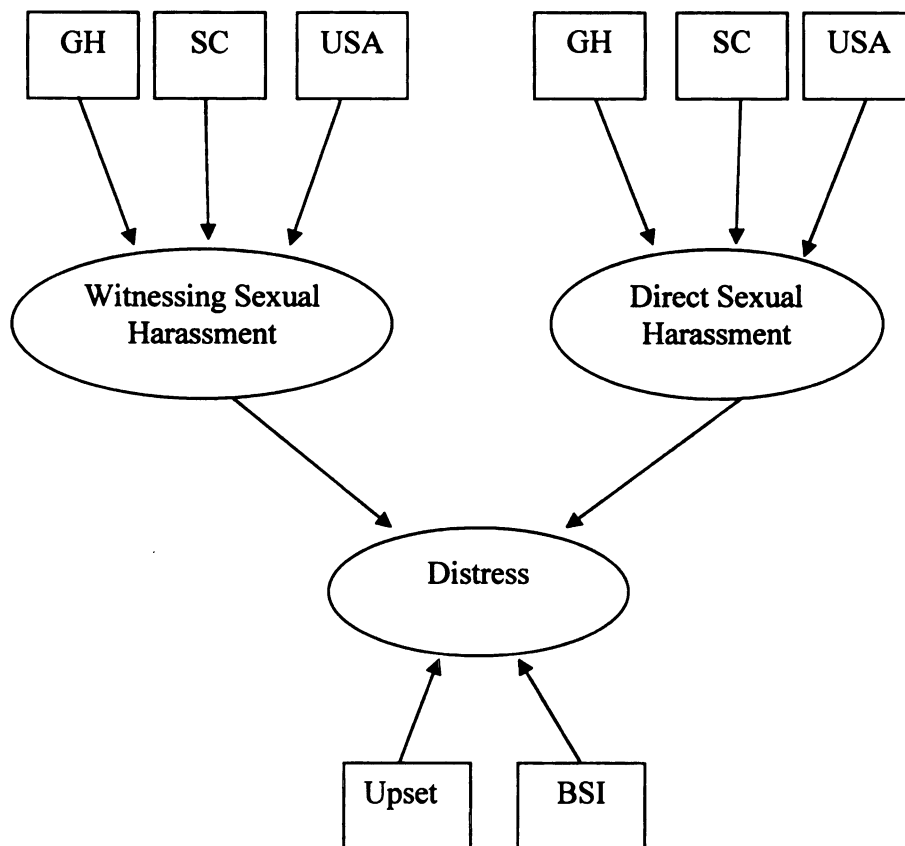 GH SC USA GH SC USA
Witnessing Sexual
Harassment
Direct Sexual
Harassment
Distress
Upset BSI